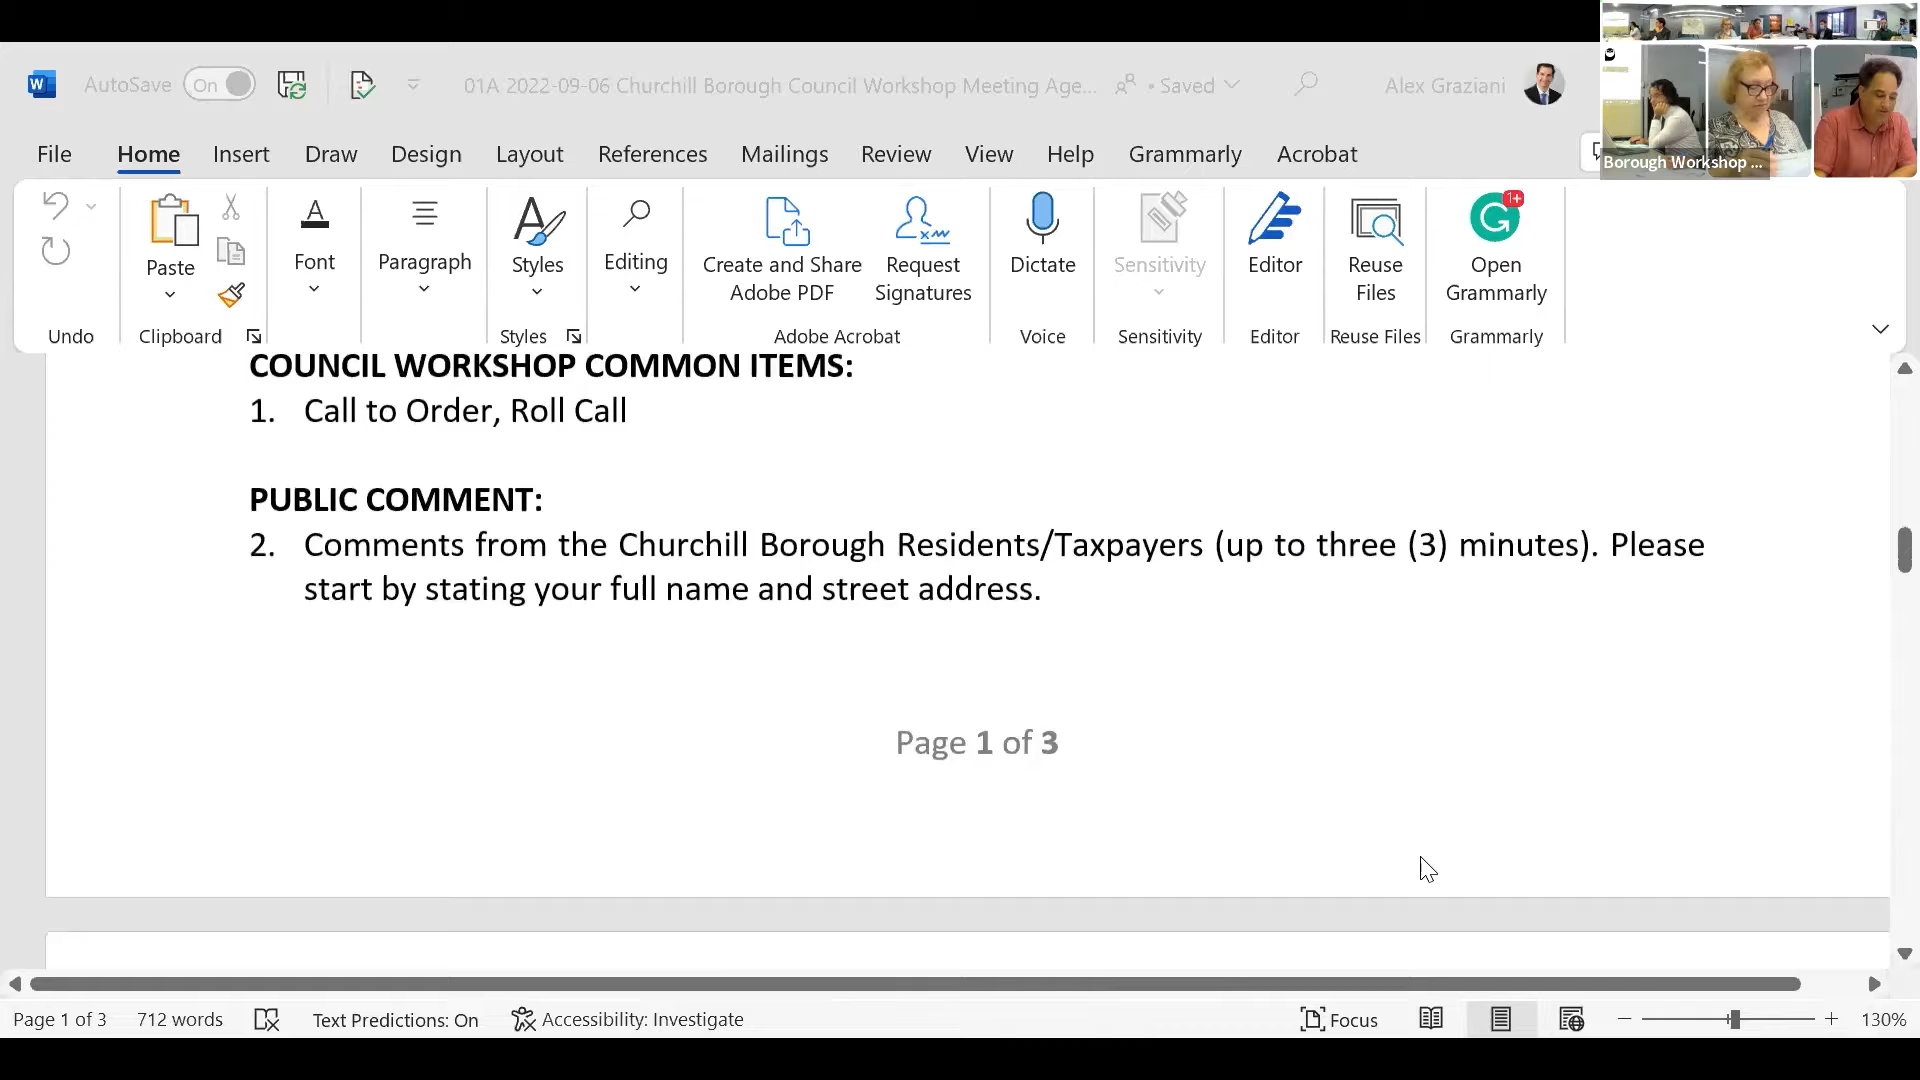 AutoSave On 01A 2022-09-06 Churchill Borough Council Workshop Meeting Age... • Saved Alex Graziani
Borough Workshop ...
File Home Insert Draw Design Layout References Mailings Review View Help Grammarly Acrobat
Paste
Font
Paragraph
Styles
Editing
Create and Share
Adobe PDF
Request
Signatures
Dictate
Sensitivity
Editor
Reuse
Files
1+
Open
Grammarly
Undo Clipboard Styles Adobe Acrobat Voice Sensitivity Editor Reuse Files Grammarly
COUNCIL WORKSHOP COMMON ITEMS:
1. Call to Order, Roll Call
PUBLIC COMMENT:
2. Comments from the Churchill Borough Residents/Taxpayers (up to three (3) minutes). Please
start by stating your full name and street address.
Page 1 of 3
Page 1 of 3 712 words Text Predictions: On Accessibility: Investigate Focus 130%